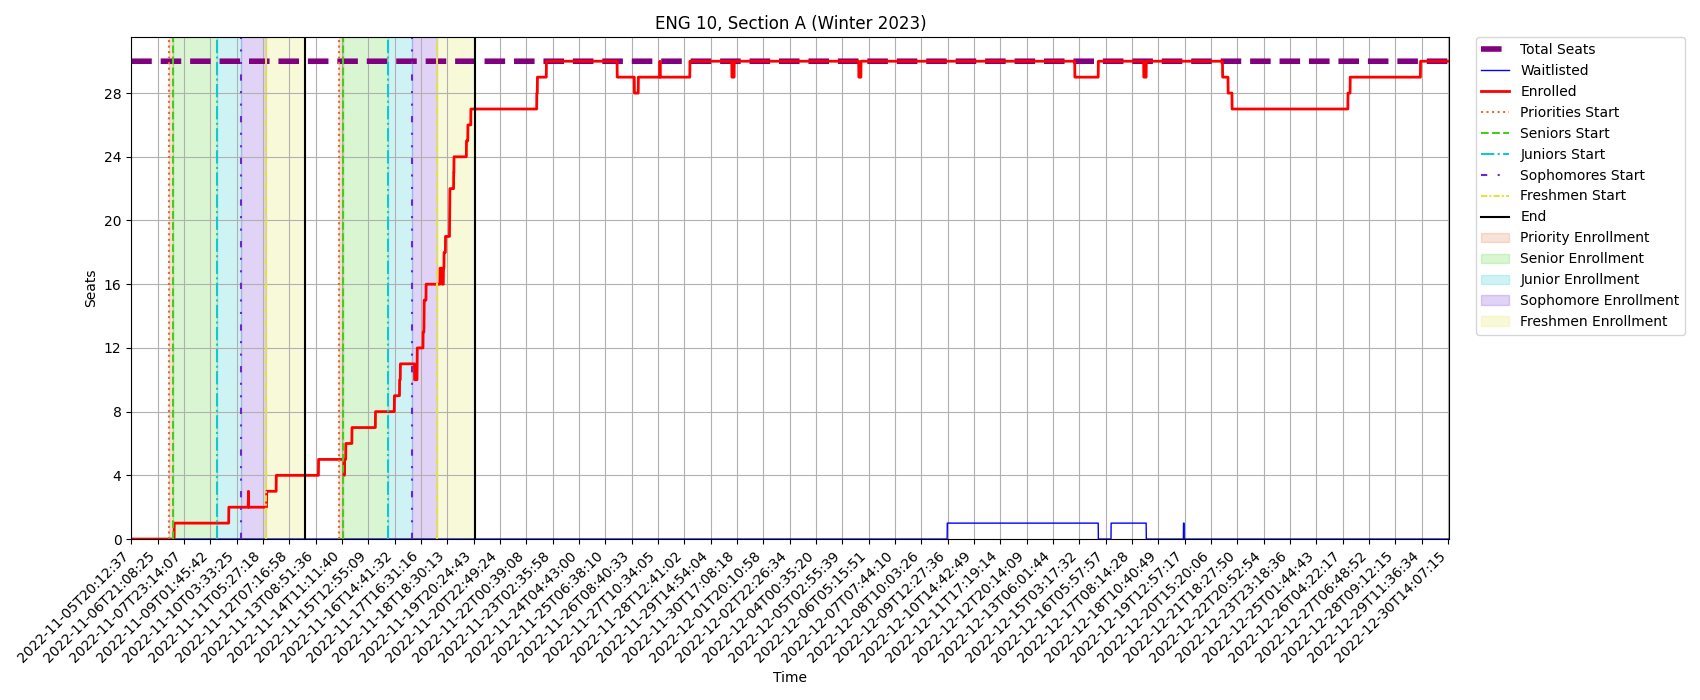 ENG 10, Section A (Winter 2023)
Total Seats
Waitlisted
Enrolled
Priorities Start
Seniors Start
Juniors Start
Sophomores Start
Freshmen Start
End
Priority Enrollment
Senior Enrollment
Junior Enrollment
Sophomore Enrollment
Freshmen Enrollment
Seats
28
24
20
16
12
8
4
0
2022-11-05T20:12:37
2022-11-06T21:08:25
2022-11-07T23:14:07
2022-11-09T01:45:42
2022-11-10T03:33:25
2022-11-11T05:27:18
2022-11-12T07:16:58
2022-11-13T08:51:36
2022-11-14T11:11:40
2022-11-15T12:55:09
2022-11-16T14:41:32
2022-11-17T16:31:16
2022-11-18T18:30:13
2022-11-19T20:24:43
2022-11-20T22:49:24
2022-11-22T00:39:08
2022-11-23T02:35:58
2022-11-24T04:43:00
2022-11-25T06:38:10
2022-11-26T08:40:33
2022-11-27T10:34:05
2022-11-28T12:41:02
2022-11-29T14:54:04
2022-11-30T17:08:18
2022-12-01T20:10:58
2022-12-02T22:26:34
2022-12-04T00:35:20
2022-12-05T02:55:39
2022-12-06T05:15:51
2022-12-07T07:44:10
2022-12-08T10:03:26
2022-12-09T12:27:36
2022-12-10T14:42:49
2022-12-11T17:19:14
2022-12-12T20:14:09
2022-12-13T06:01:44
2022-12-15T03:17:32
2022-12-16T05:57:57
2022-12-17T08:14:28
2022-12-18T10:40:49
2022-12-19T12:57:17
2022-12-20T15:20:06
2022-12-21T18:27:50
2022-12-22T20:52:54
2022-12-23T23:18:36
2022-12-25T01:44:43
2022-12-26T04:22:17
2022-12-27T06:48:52
2022-12-28T09:12:15
2022-12-29T11:36:34
2022-12-30T14:07:15
Time